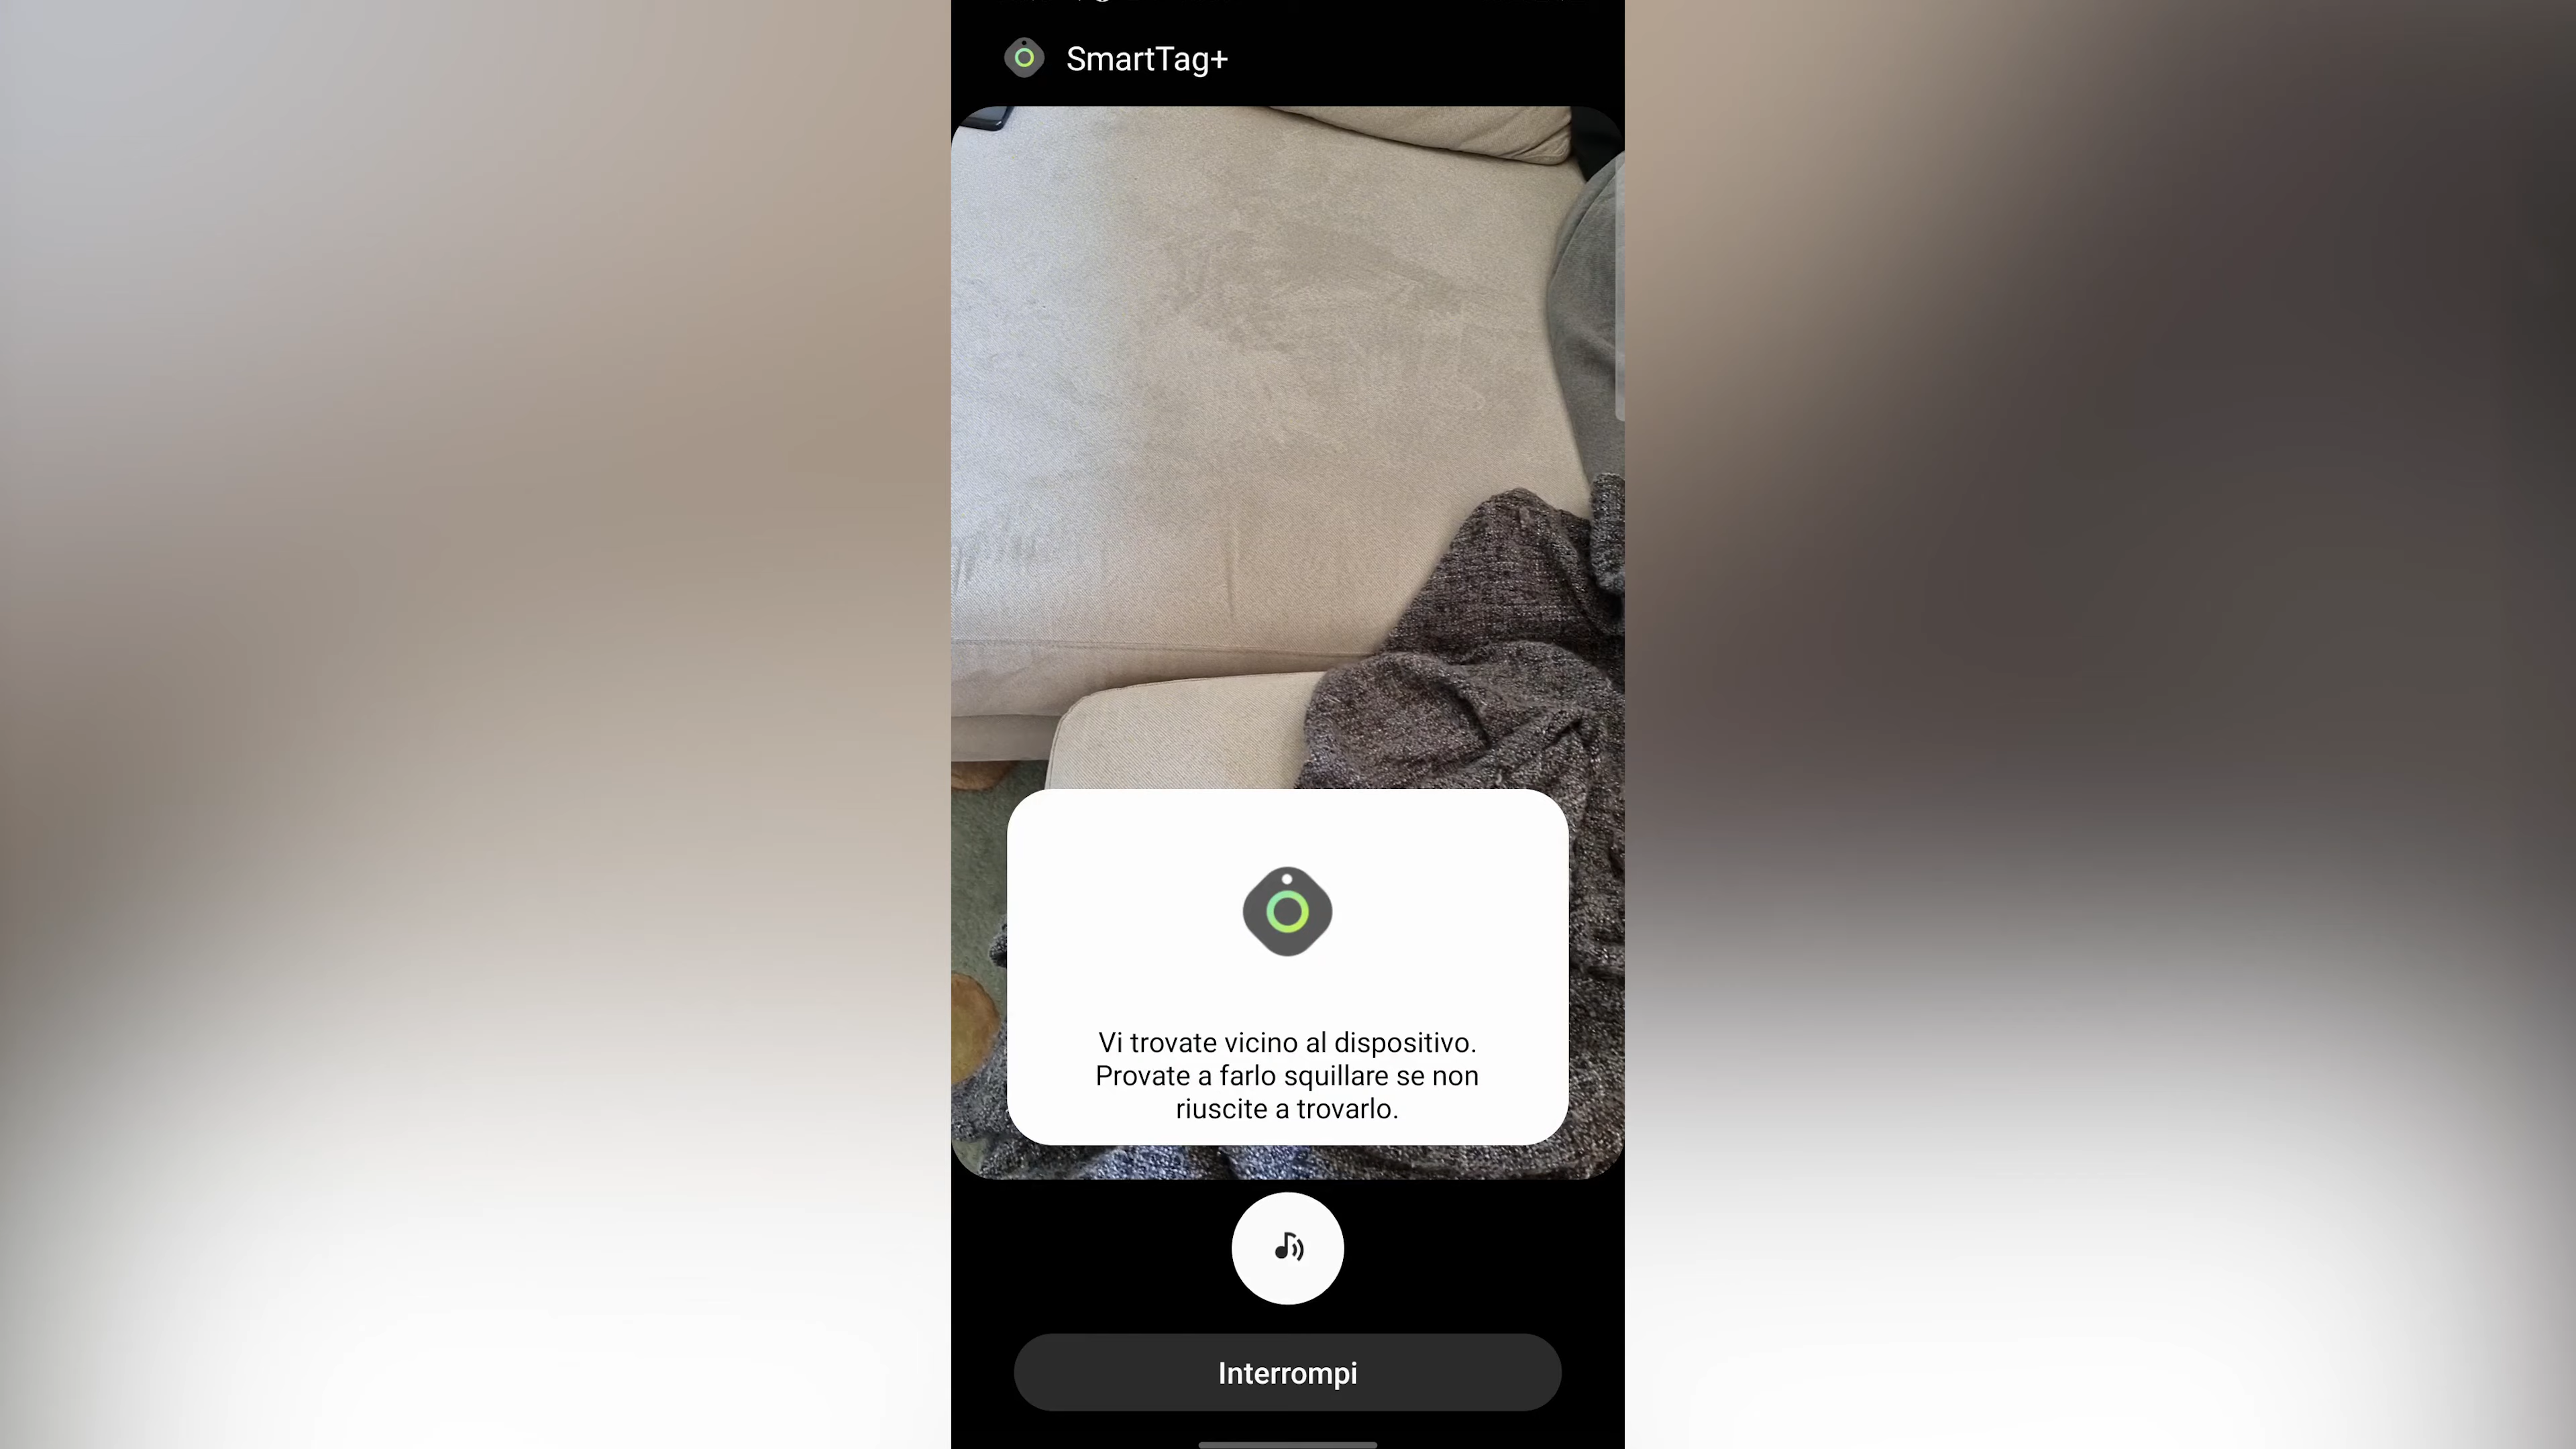 SmartTag+
Vi trovate vicino al dispositivo.
Provate a farlo squillare se non
riuscite a trovarlo.
Interrompi